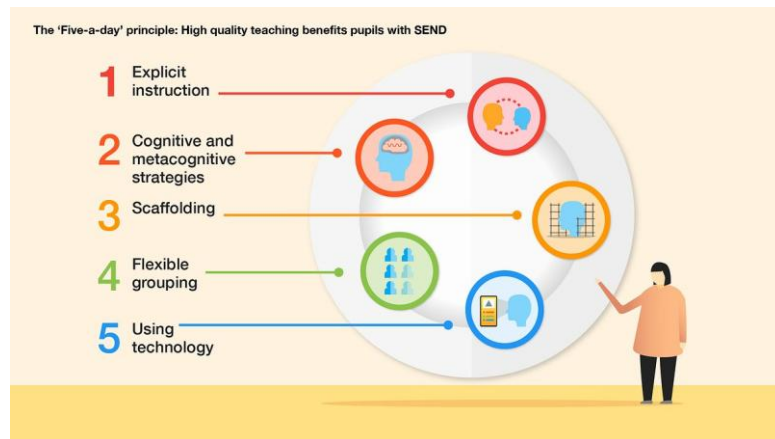 The ‘Five-a-day’ principle: High quality teaching benefits pupils with SEND
1 Explicit
instruction
2 Cognitive and
metacognitive
strategies
3 Scaffolding
4 Flexible
grouping
5 Using
technology